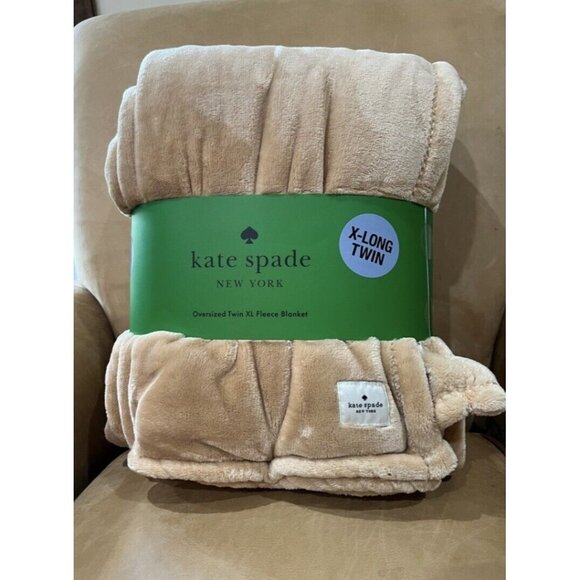 kate spade
NEW YORK
Oversized Twin XL Fleece Blanket
X-LONG
TWIN
kate spade
NEW YORK